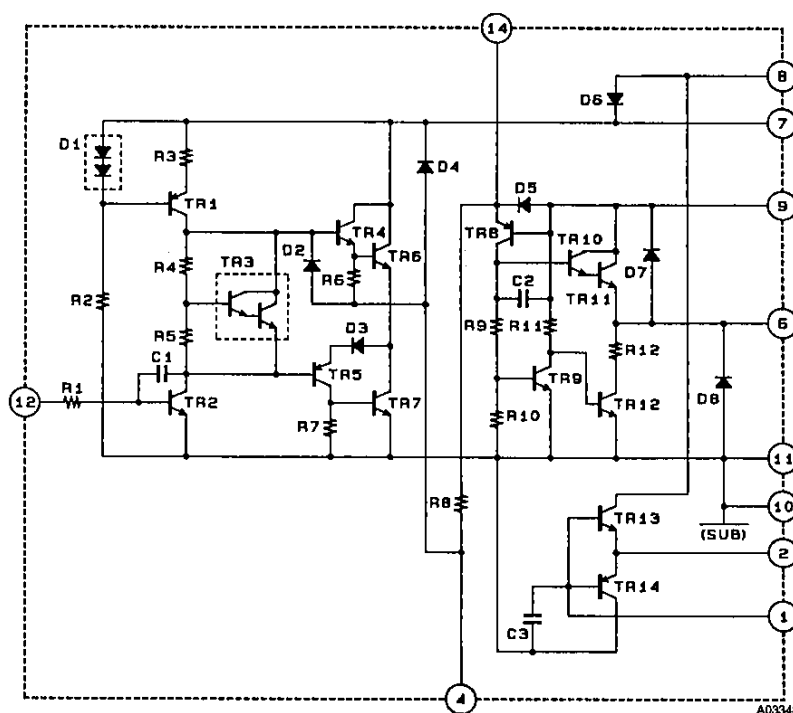 14
8
D6
7
D1
R3
D4
D5
TR1
TR8
9
TR4
D2
TR6
TR10
TR3
R4
R6
D7
C2
TR11
R2
R9
R11
6
R5
D3
R12
C1
TR5
TR9
D8
R1
12
TR2
TR7
TR12
R7
R10
11
R8
10
TR13
(SUB)
2
TR14
1
C3
4
A0334